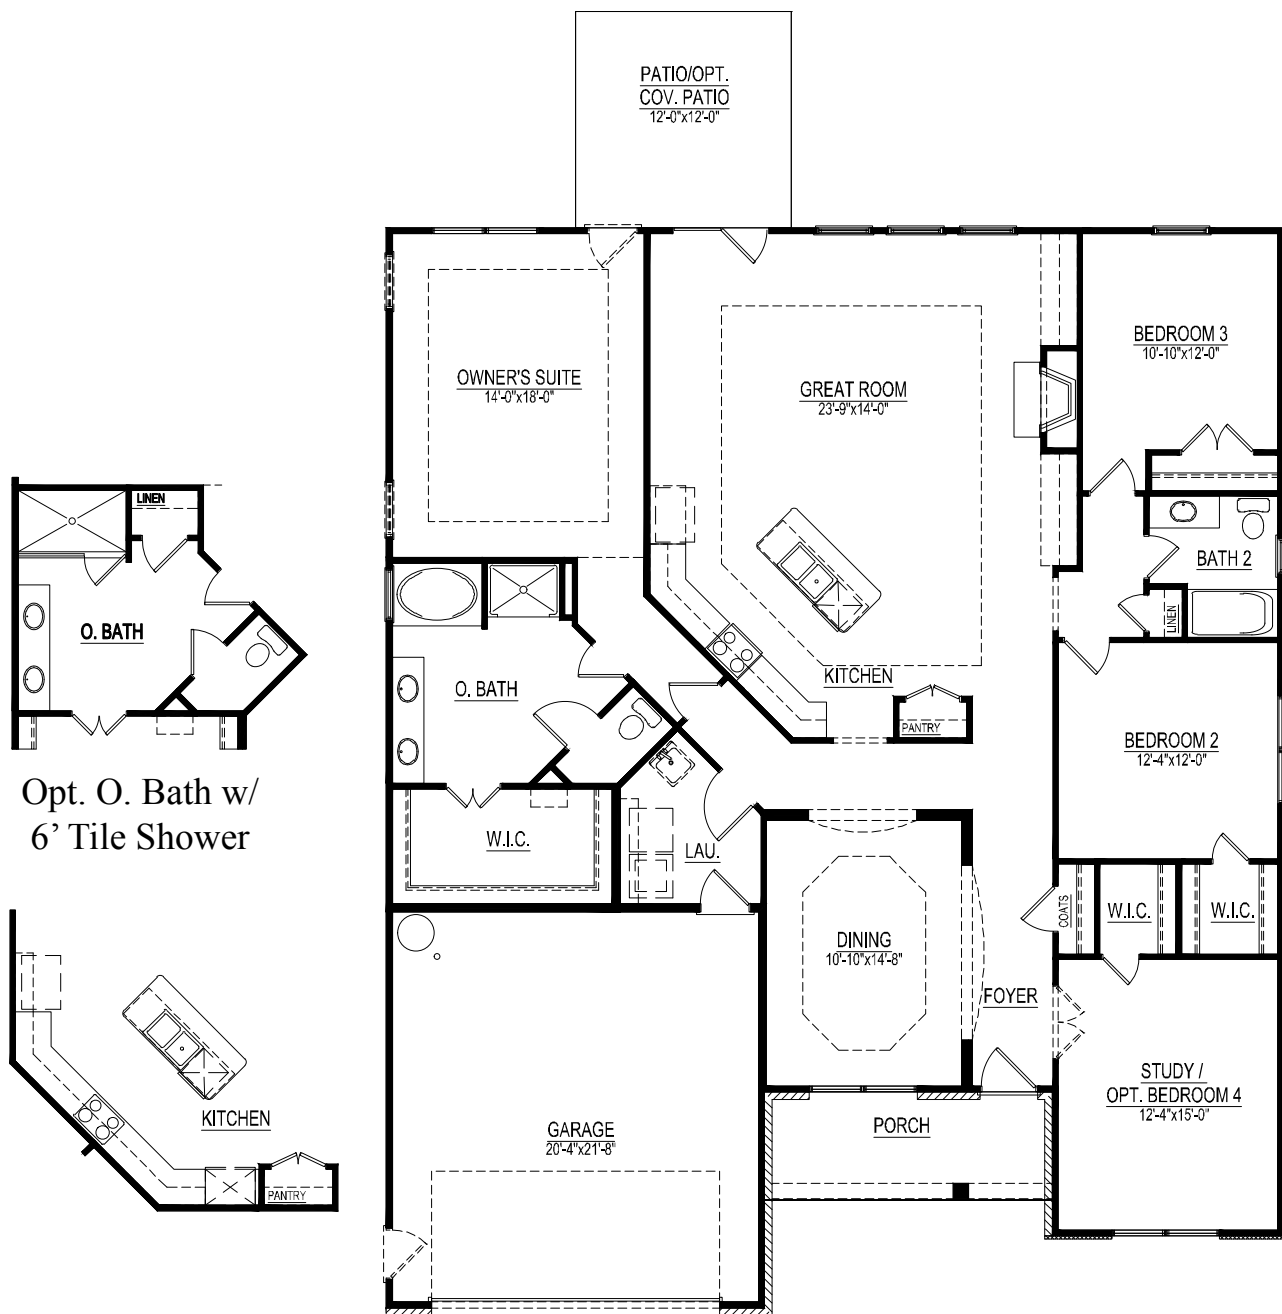 PATIO/OPT.
COV. PATIO
12'-0"x12'-0"
OWNER'S SUITE
14'-0"x18'-0"
GREAT ROOM
23'-9"x14'-0"
BEDROOM 3
10'-10"x12'-0"
LINEN
O. BATH
Opt. O. Bath w/
6’ Tile Shower
BATH 2
LINEN
O. BATH
KITCHEN
PANTRY
BEDROOM 2
12'-4"x12'-0"
W.I.C.
LAU.
COATS
W.I.C.
W.I.C.
DINING
10'-10"x14'-8"
FOYER
STUDY /
OPT. BEDROOM 4
12'-4"x15'-0"
KITCHEN
PANTRY
GARAGE
20'-4"x21'-8"
PORCH